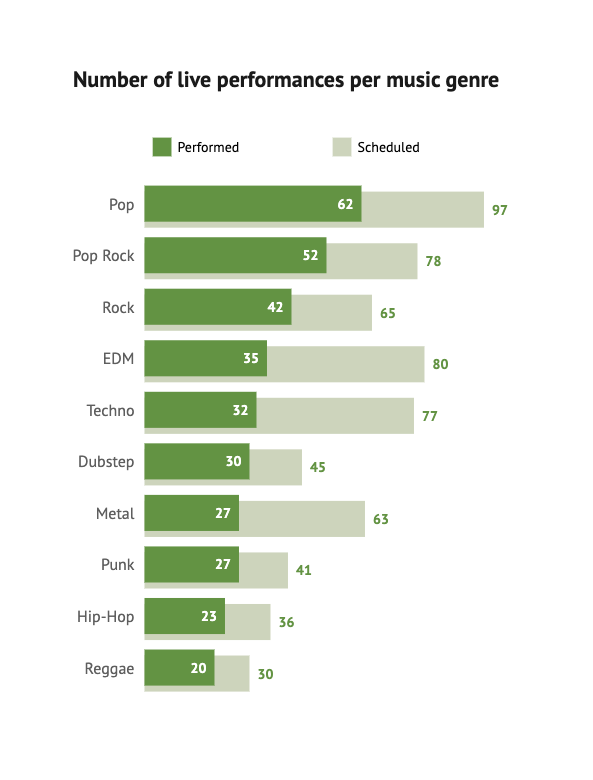 Number of live performances per music genre
Performed Scheduled
Pop 62 97
Pop Rock 52 78
Rock 42 65
EDM 35 80
Techno 32 77
Dubstep 30 45
Metal 27 63
Punk 27 41
Hip-Hop 23 36
Reggae 20 30